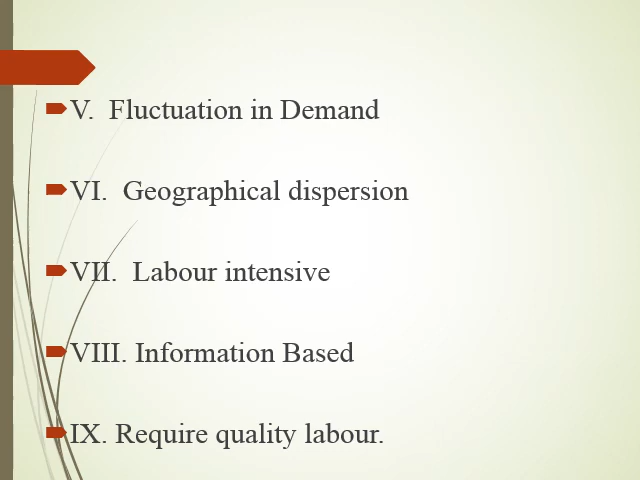 V.  Fluctuation in Demand
VI.  Geographical dispersion
VII.  Labour intensive
VIII. Information Based
IX. Require quality labour.